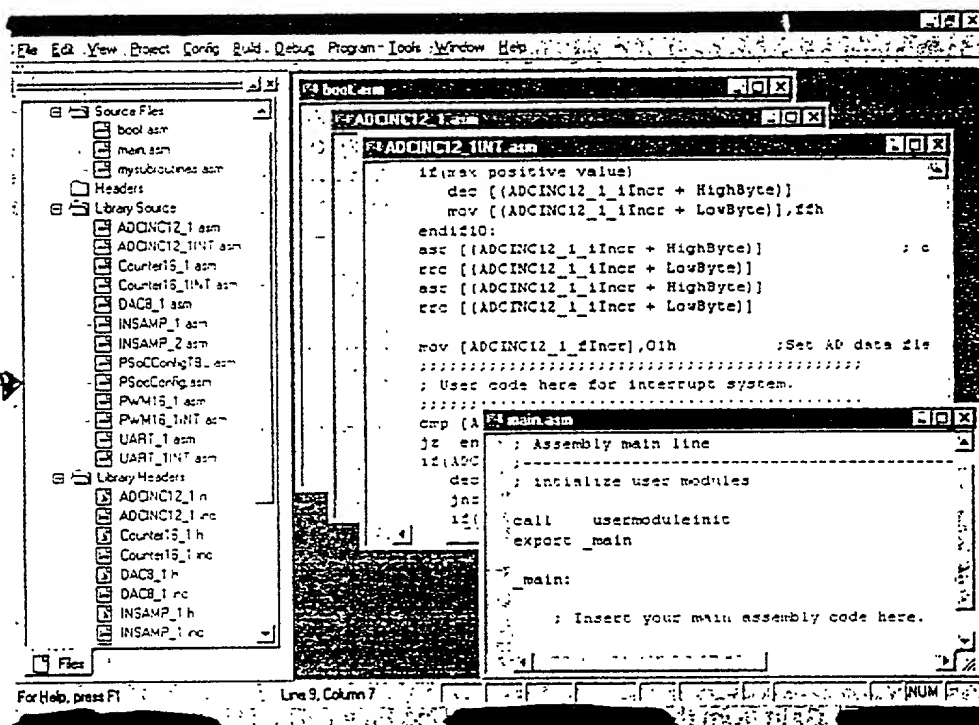 File Edit View Project Config Build Debug Program Tools Window Help
Source Files
boot.asm
main.asm
mysubroutines.asm
Headers
Library Source
ADCINC12_1.asm
ADCINC12_1INT.asm
Counter16_1.asm
Counter16_1INT.asm
DAC8_1.asm
INSAMP_1.asm
INSAMP_2.asm
PSoCConfigTB_.asm
PSocConfig.asm
PWM16_1.asm
PWM16_1INT.asm
UART_1.asm
UART_1INT.asm
Library Headers
ADCINC12_1.h
ADCINC12_1.inc
Counter16_1.h
Counter16_1.inc
DAC8_1.h
DAC8_1.inc
INSAMP_1.h
INSAMP_1.inc
Files
boot.asm
ADCINC12_1.asm
ADCINC12_1INT.asm
if(max positive value)
dec [(ADCINC12_1_iIncr + HighByte)]
mov [(ADCINC12_1_iIncr + LowByte)],ffh
endif10:
asr [(ADCINC12_1_iIncr + HighByte)] ; c
rrc [(ADCINC12_1_iIncr + LowByte)]
asr [(ADCINC12_1_iIncr + HighByte)]
rrc [(ADCINC12_1_iIncr + LowByte)]
mov [ADCINC12_1_fIncr],01h ;Set AD data fla
;;;;;;;;;;;;;;;;;;;;;;;;;;;;;;;;;;;;;;;;;;;
; User code here for interrupt system.
;;;;;;;;;;;;;;;;;;;;;;;;;;;;;;;;;;;;;;;;;;;
cmp [A
jz en
if(ADC
dec
jnz
if(
main.asm
; Assembly main line
;-------------------------------------------
; intialize user modules
call usermoduleinit
export _main
_main:
; Insert your main assembly code here.
For Help, press F1
Line 9, Column 7
NUM